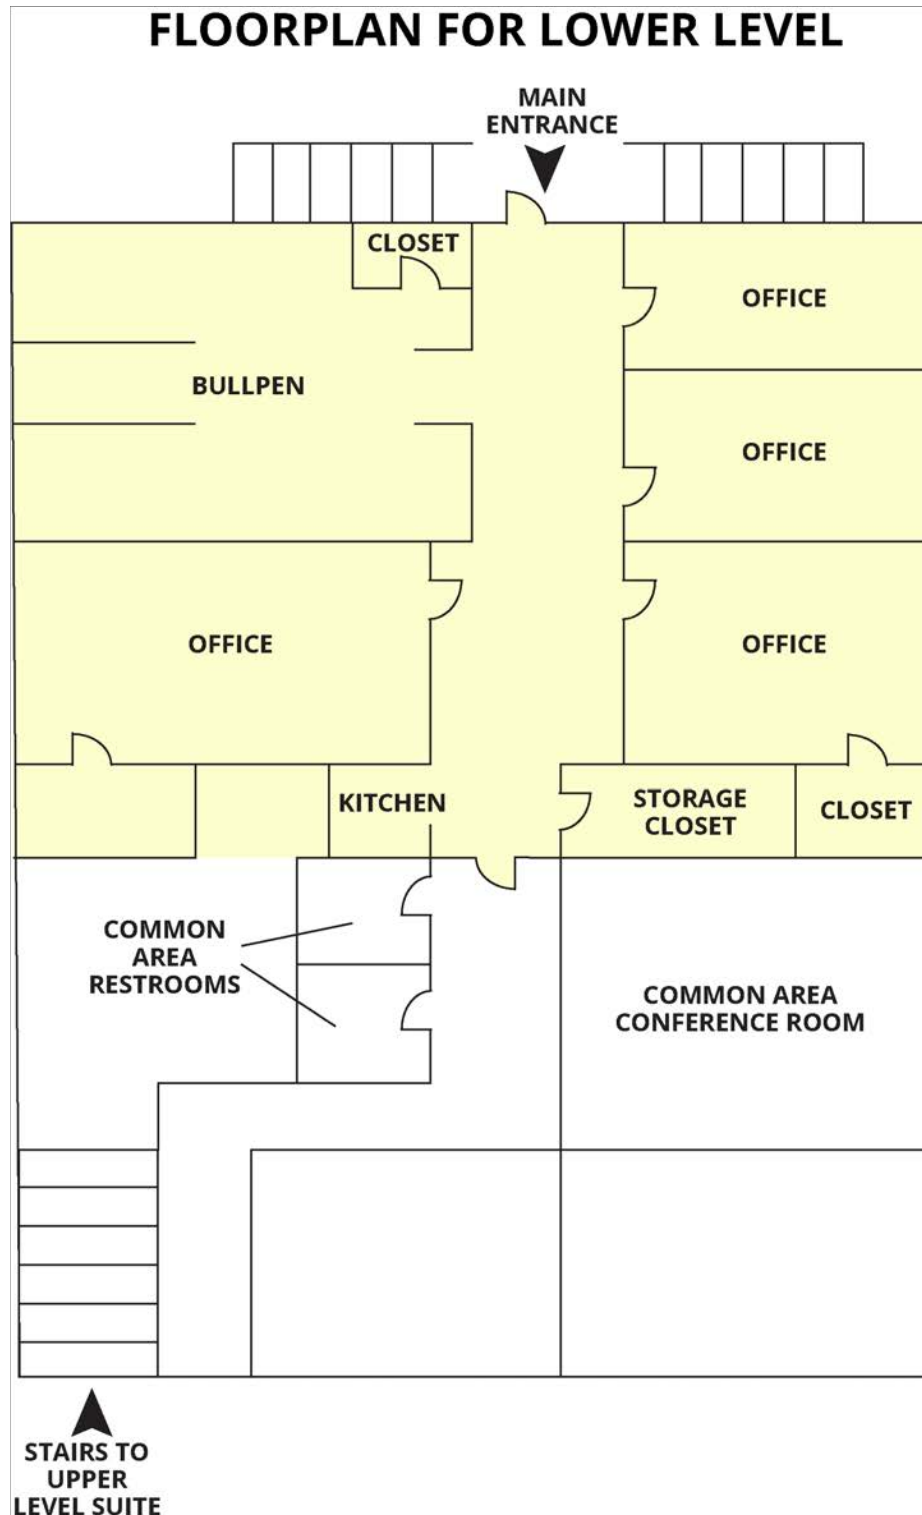 FLOORPLAN FOR LOWER LEVEL
MAIN
ENTRANCE
CLOSET
OFFICE
BULLPEN
OFFICE
OFFICE
OFFICE
KITCHEN
STORAGE
CLOSET
CLOSET
COMMON
AREA
RESTROOMS
COMMON AREA
CONFERENCE ROOM
STAIRS TO
UPPER
LEVEL SUITE